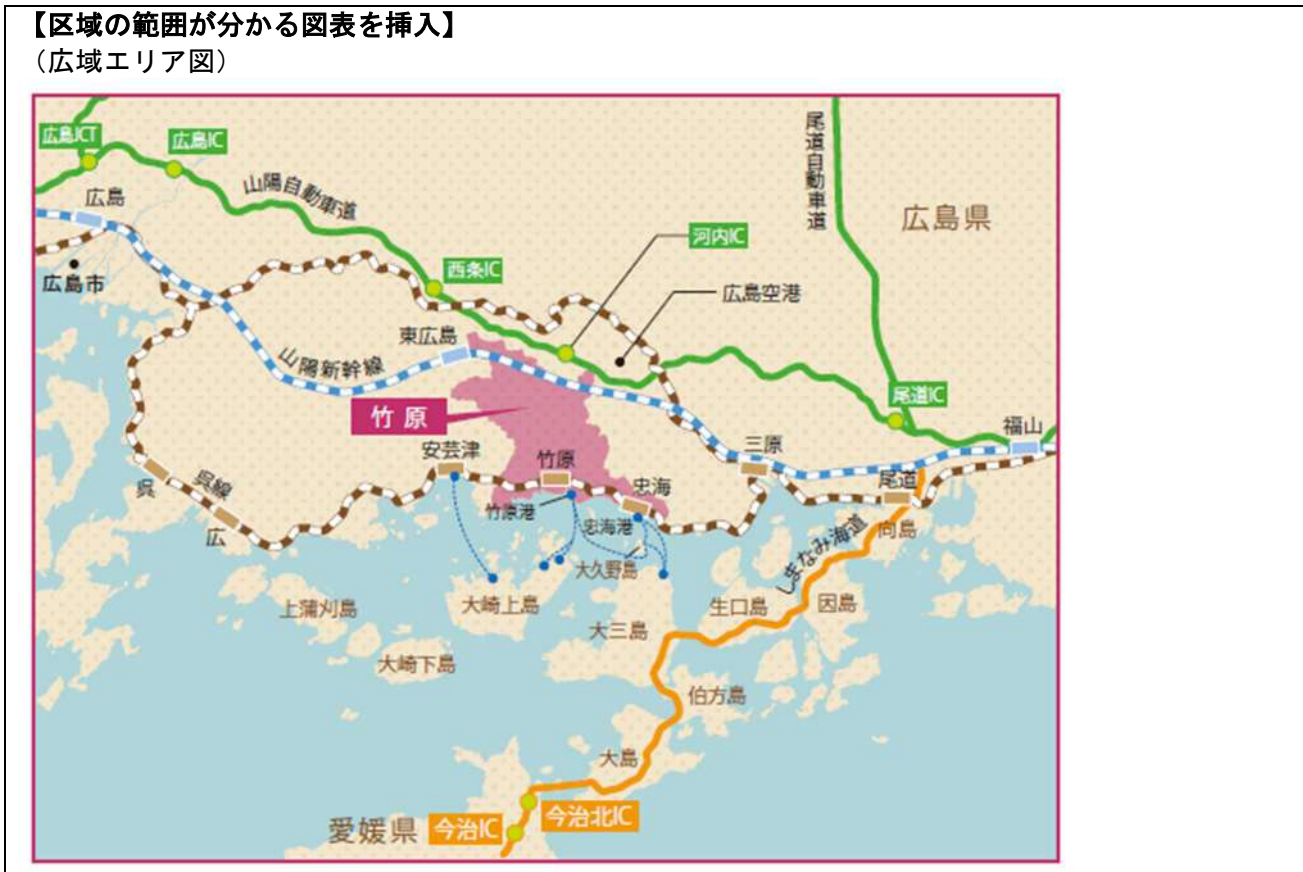 【区域の範囲が分かる図表を挿入】
（広域エリア図）
広島JCT
広島IC
山陽自動車道
尾道自動車道
広島県
広島
広島市
河内IC
西条IC
広島空港
東広島
山陽新幹線
竹原
尾道IC
福山
安芸津
竹原
三原
忠海
尾道
呉
呉線
広
竹原港
忠海港
向島
しまなみ海道
大久野島
上蒲刈島
大崎上島
生口島
因島
大三島
大崎下島
伯方島
大島
愛媛県
今治IC
今治北IC